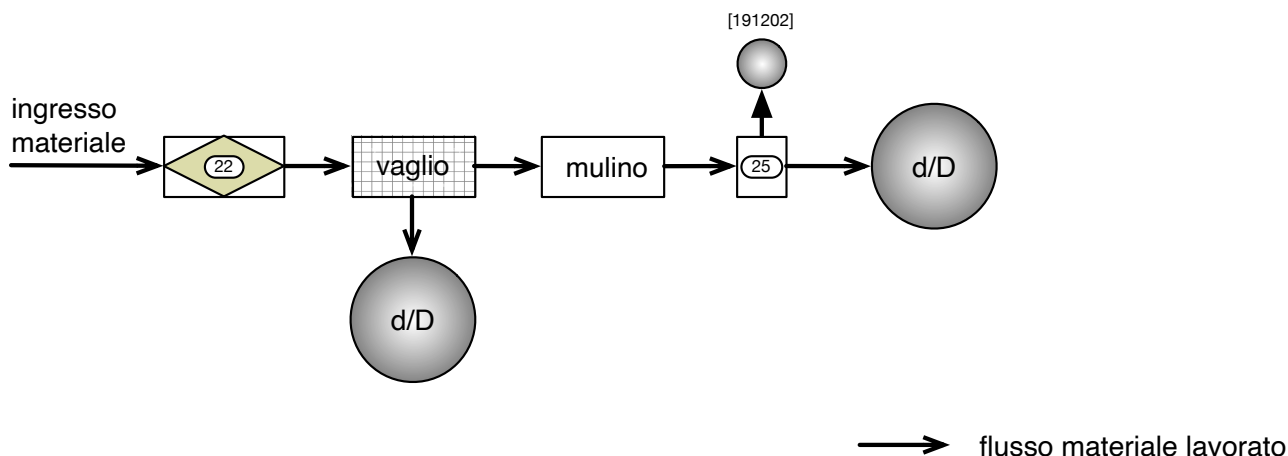 [191202]
ingresso
materiale
22
vaglio
mulino
25
d/D
d/D
flusso materiale lavorato